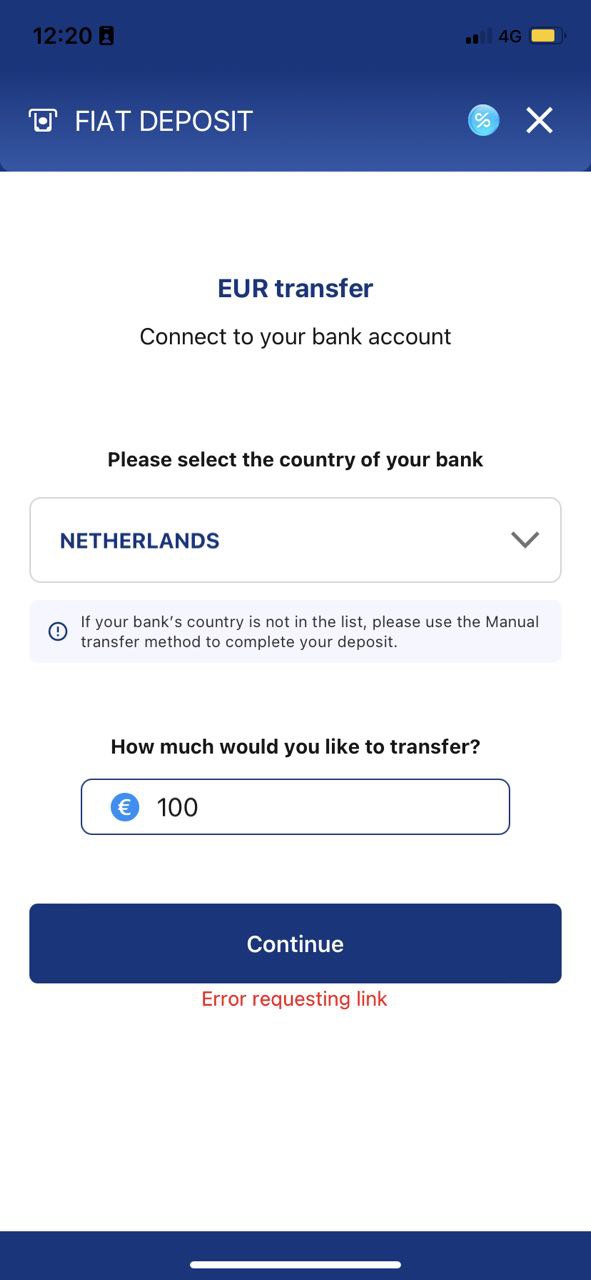 12:20
4G
FIAT DEPOSIT
%
EUR transfer
Connect to your bank account
Please select the country of your bank
NETHERLANDS
If your bank's country is not in the list, please use the Manual
transfer method to complete your deposit.
How much would you like to transfer?
€ 100
Continue
Error requesting link